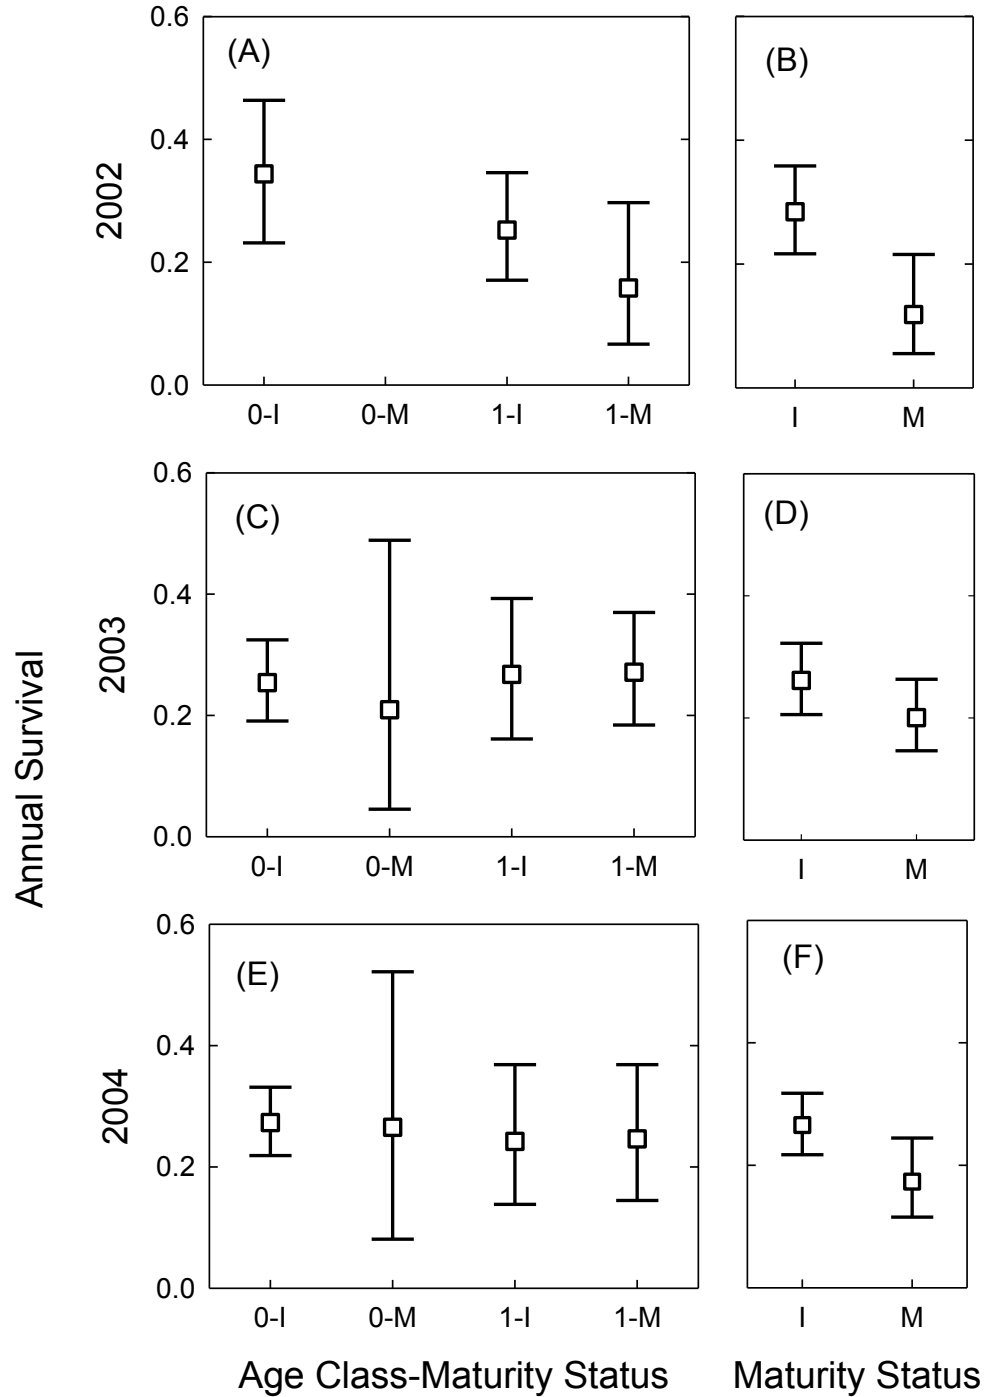 Annual Survival
2002
(A)
0.6
0.4
0.2
0.0
0-I 0-M 1-I 1-M
(B)
I M
2003
(C)
0.6
0.4
0.2
0.0
0-I 0-M 1-I 1-M
(D)
I M
2004
(E)
0.6
0.4
0.2
0.0
0-I 0-M 1-I 1-M
(F)
I M
Age Class-Maturity Status
Maturity Status